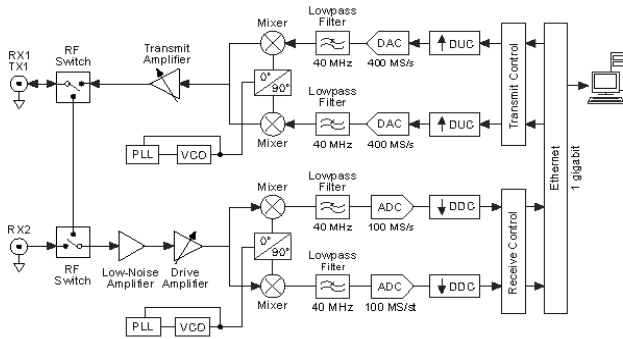 Mixer
Lowpass
Filter
40 MHz
DAC
400 MS/s
DUC
RX1
TX1
RF
Switch
Transmit
Amplifier
0°
90°
Lowpass
Filter
40 MHz
DAC
400 MS/s
DUC
Mixer
PLL
VCO
Transmit Control
Ethernet
1 gigabit
RX2
RF
Switch
Low-Noise
Amplifier
Drive
Amplifier
Mixer
Lowpass
Filter
40 MHz
ADC
100 MS/s
DDC
0°
90°
Lowpass
Filter
40 MHz
ADC
100 MS/st
DDC
Mixer
PLL
VCO
Receive Control